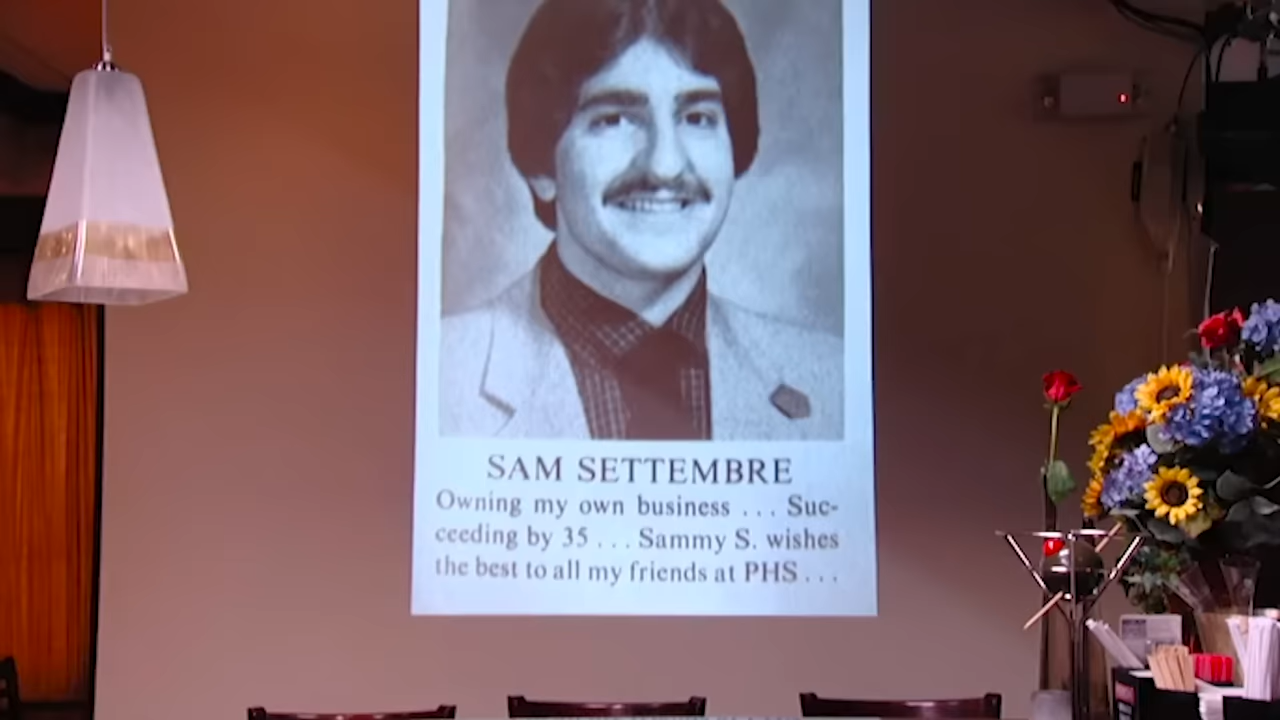 SAM SETTEMBRE
Owning my own business ... Suc-
ceeding by 35 ... Sammy S. wishes
the best to all my friends at PHS ...